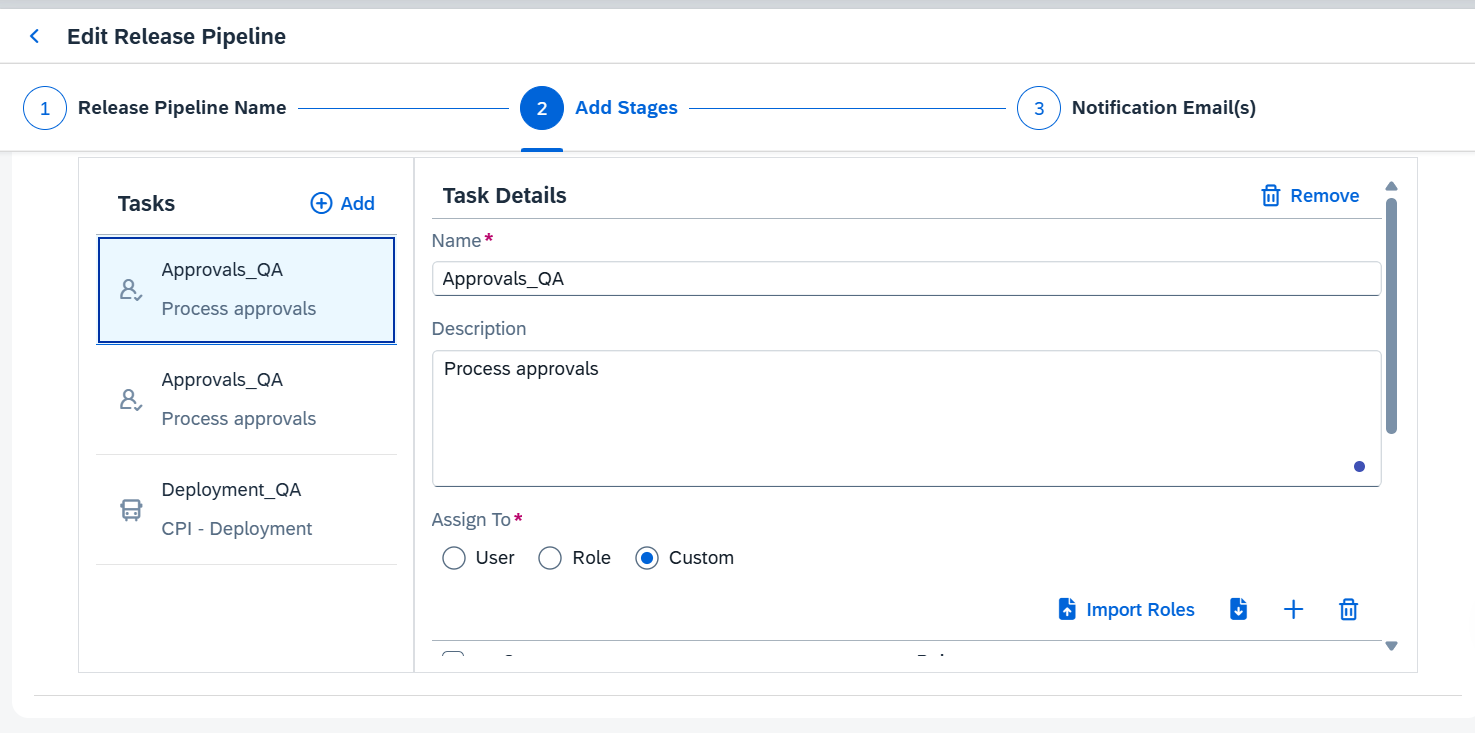 Edit Release Pipeline
1 Release Pipeline Name 2 Add Stages 3 Notification Email(s)
Tasks Add
Approvals_QA
Process approvals
Approvals_QA
Process approvals
Deployment_QA
CPI - Deployment
Task Details Remove
Name*
Approvals_QA
Description
Process approvals
Assign To*
User Role Custom
Import Roles